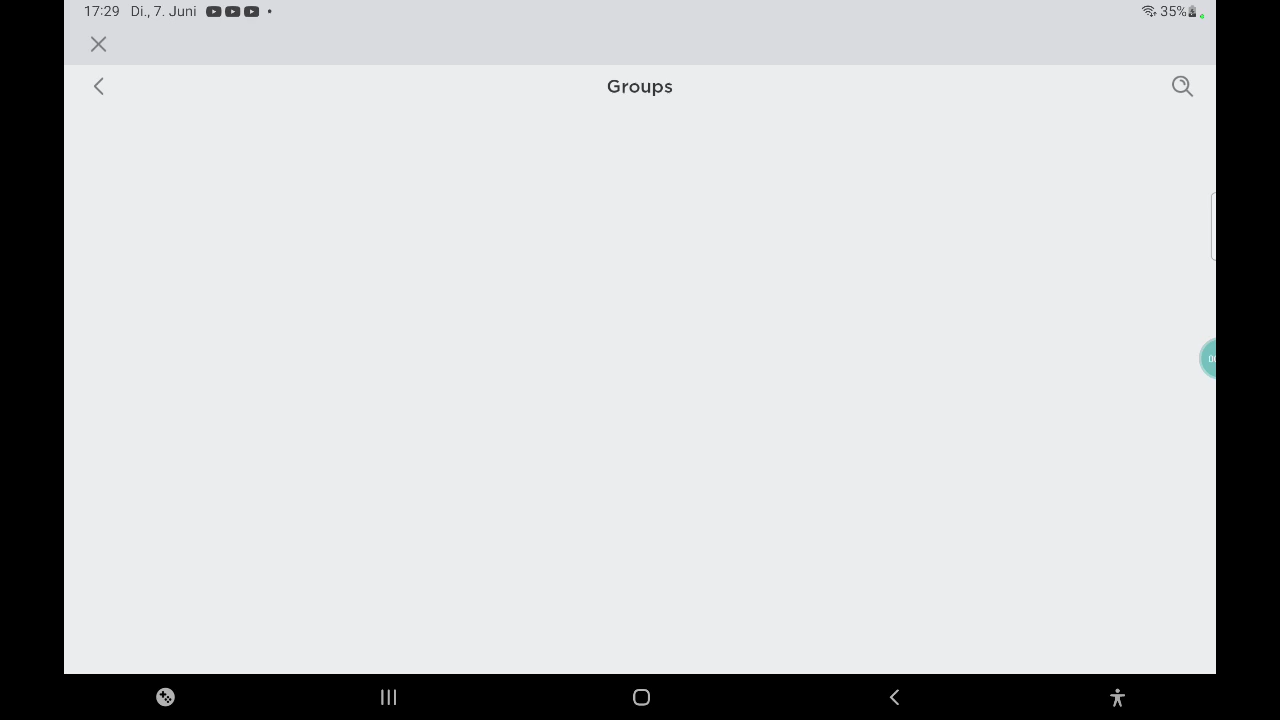 17:29 Di., 7. Juni • 35%
Groups